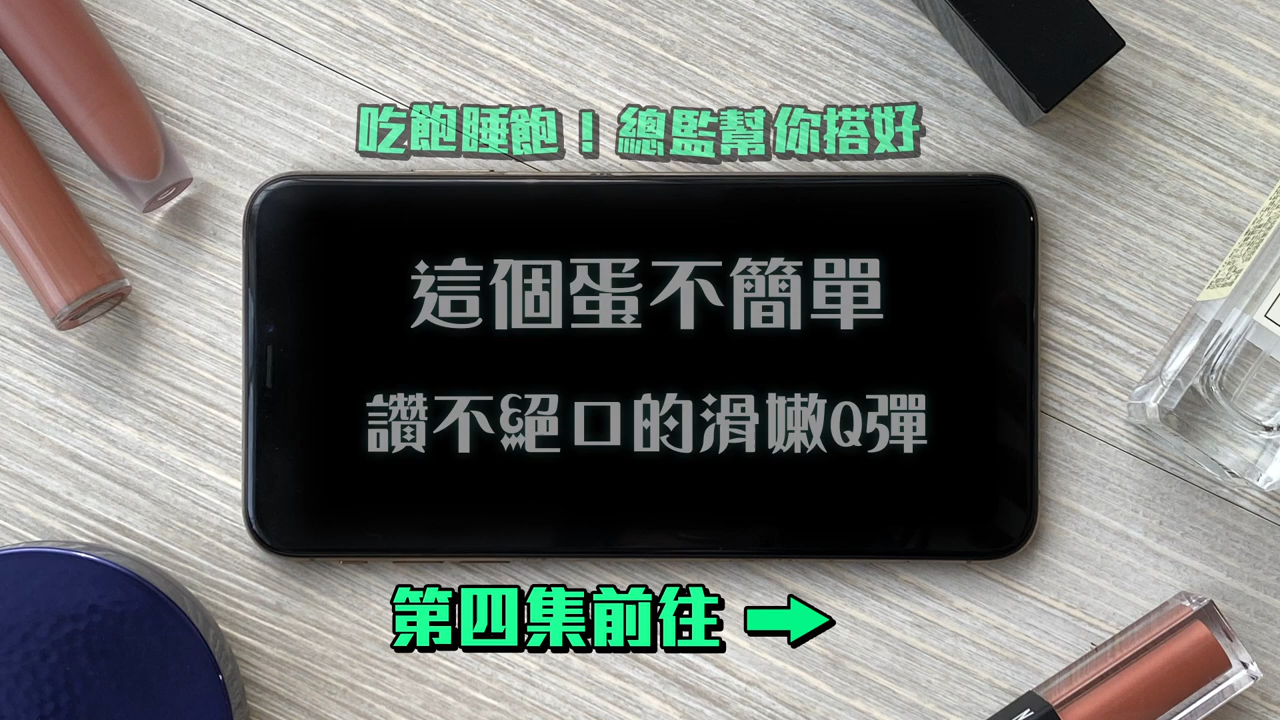 吃飽睡飽！總監幫你搭好
這個蛋不簡單
讚不絕口的滑嫩Q彈
第四集前往